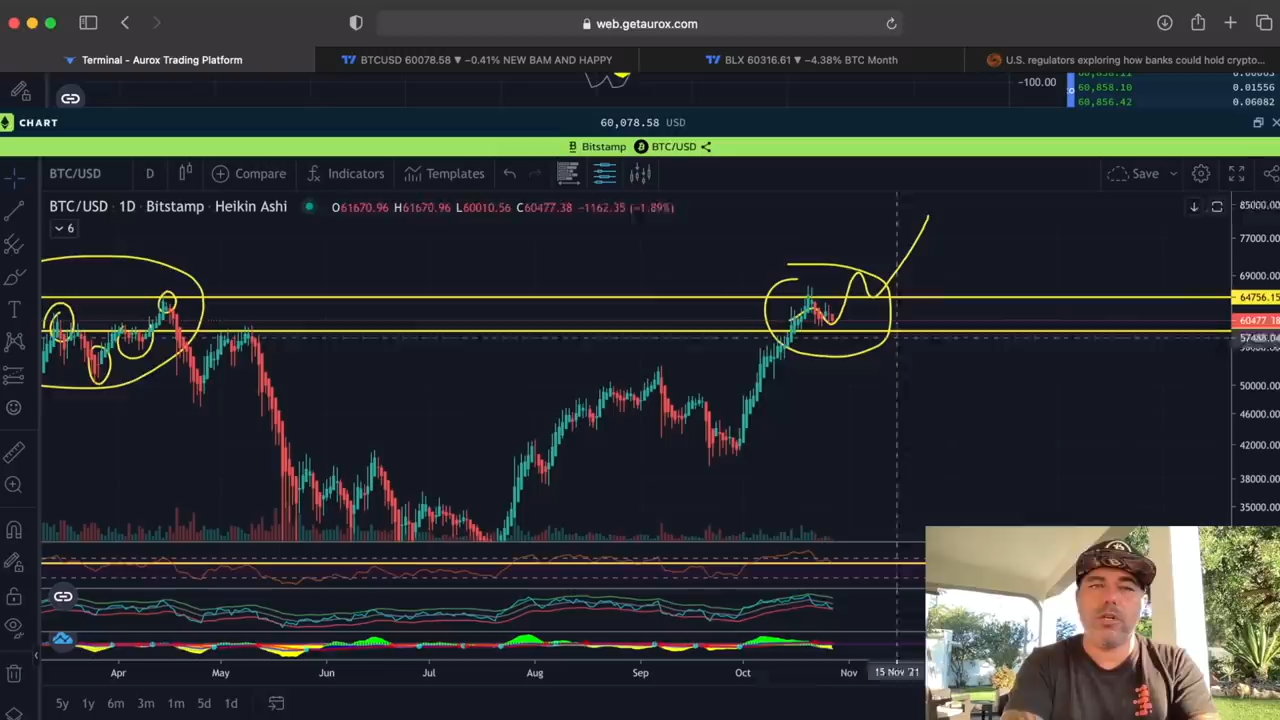 web.getaurox.com
Terminal - Aurox Trading Platform
BTCUSD 60078.58 ▼ −0.41% NEW BAM AND HAPPY
BLX 60316.61 ▼ −4.38% BTC Month
U.S. regulators exploring how banks could hold crypto...
-100.00
0.00063
60,858.10 0.01556
60,856.42 0.06082
CHART
60,078.58 USD
Bitstamp BTC/USD
BTC/USD D Compare Indicators Templates Save
BTC/USD · 1D · Bitstamp · Heikin Ashi O61670.96 H61670.96 L60010.56 C60477.38 −1162.35 (−1.89%)
6
85000.00
77000.00
69000.00
64756.15
60477.18
57488.04
50000.00
46000.00
42000.00
38000.00
35000.00
Apr May Jun Jul Aug Sep Oct Nov 15 Nov '21
5y 1y 6m 3m 1m 5d 1d